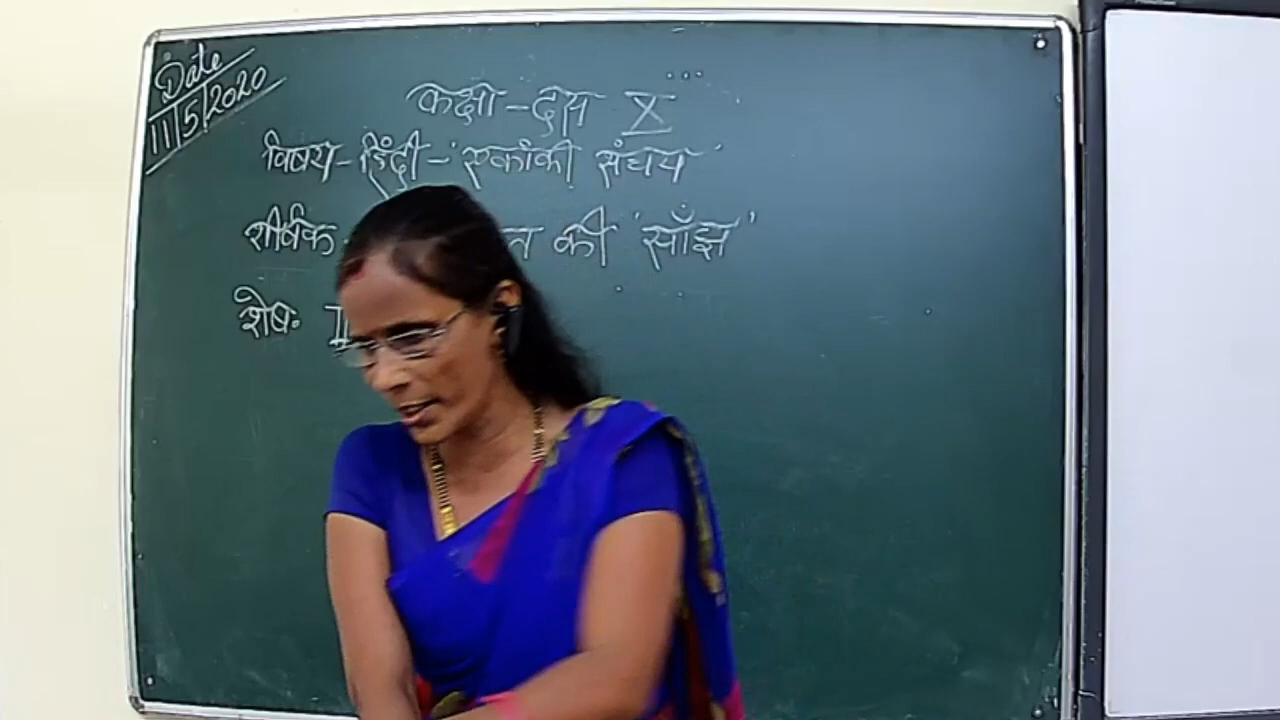 Date
11/5/2020
कक्षा - दस X
विषय - हिंदी - 'एकांकी संचय'
शीर्षक - की 'साँझ'
शेषः